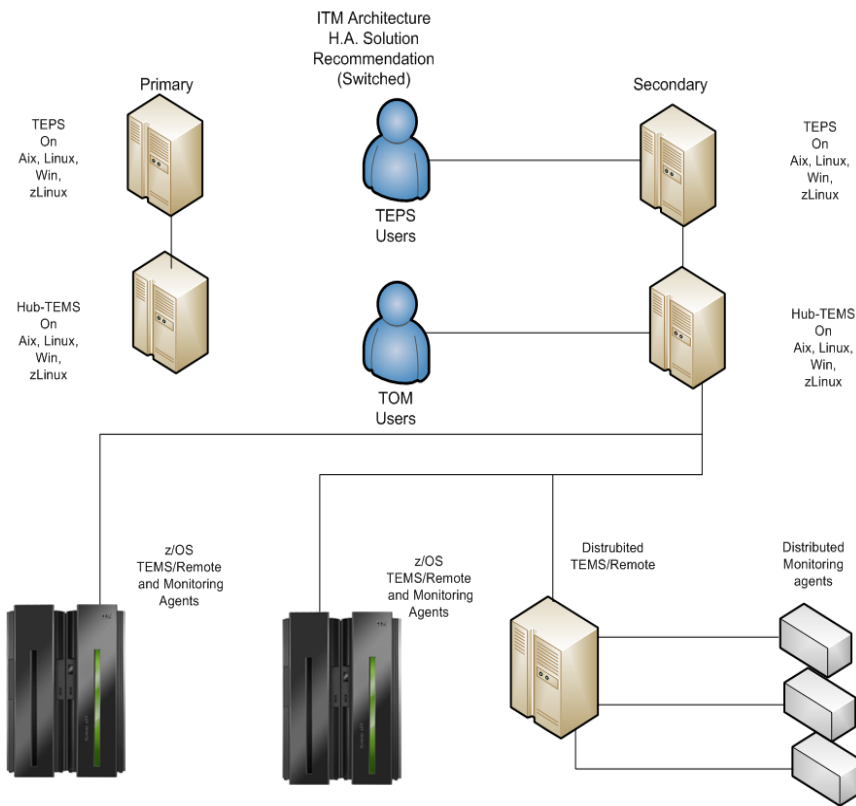 ITM Architecture
H.A. Solution
Recommendation
(Switched)
Primary
Secondary
TEPS
On
Aix, Linux,
Win,
zLinux
TEPS
Users
TEPS
On
Aix, Linux,
Win,
zLinux
Hub-TEMS
On
Aix, Linux,
Win,
zLinux
TOM
Users
Hub-TEMS
On
Aix, Linux,
Win,
zLinux
z/OS
TEMS/Remote
and Monitoring
Agents
z/OS
TEMS/Remote
and Monitoring
Agents
Distrubited
TEMS/Remote
Distributed
Monitoring
agents